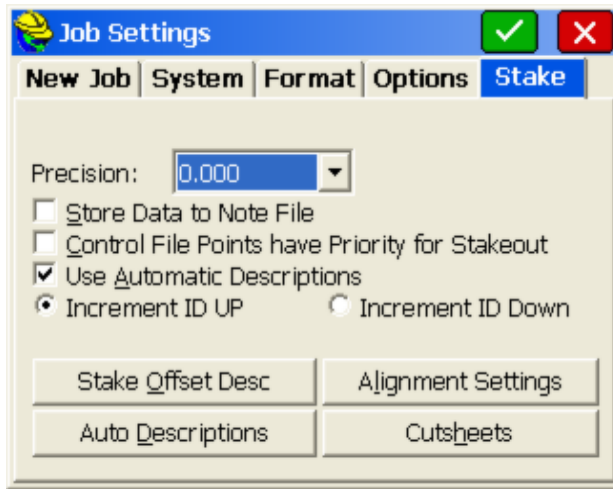 Job Settings
New Job System Format Options Stake
Precision: 0.000
Store Data to Note File
Control File Points have Priority for Stakeout
Use Automatic Descriptions
Increment ID UP Increment ID Down
Stake Offset Desc Alignment Settings
Auto Descriptions Cutsheets